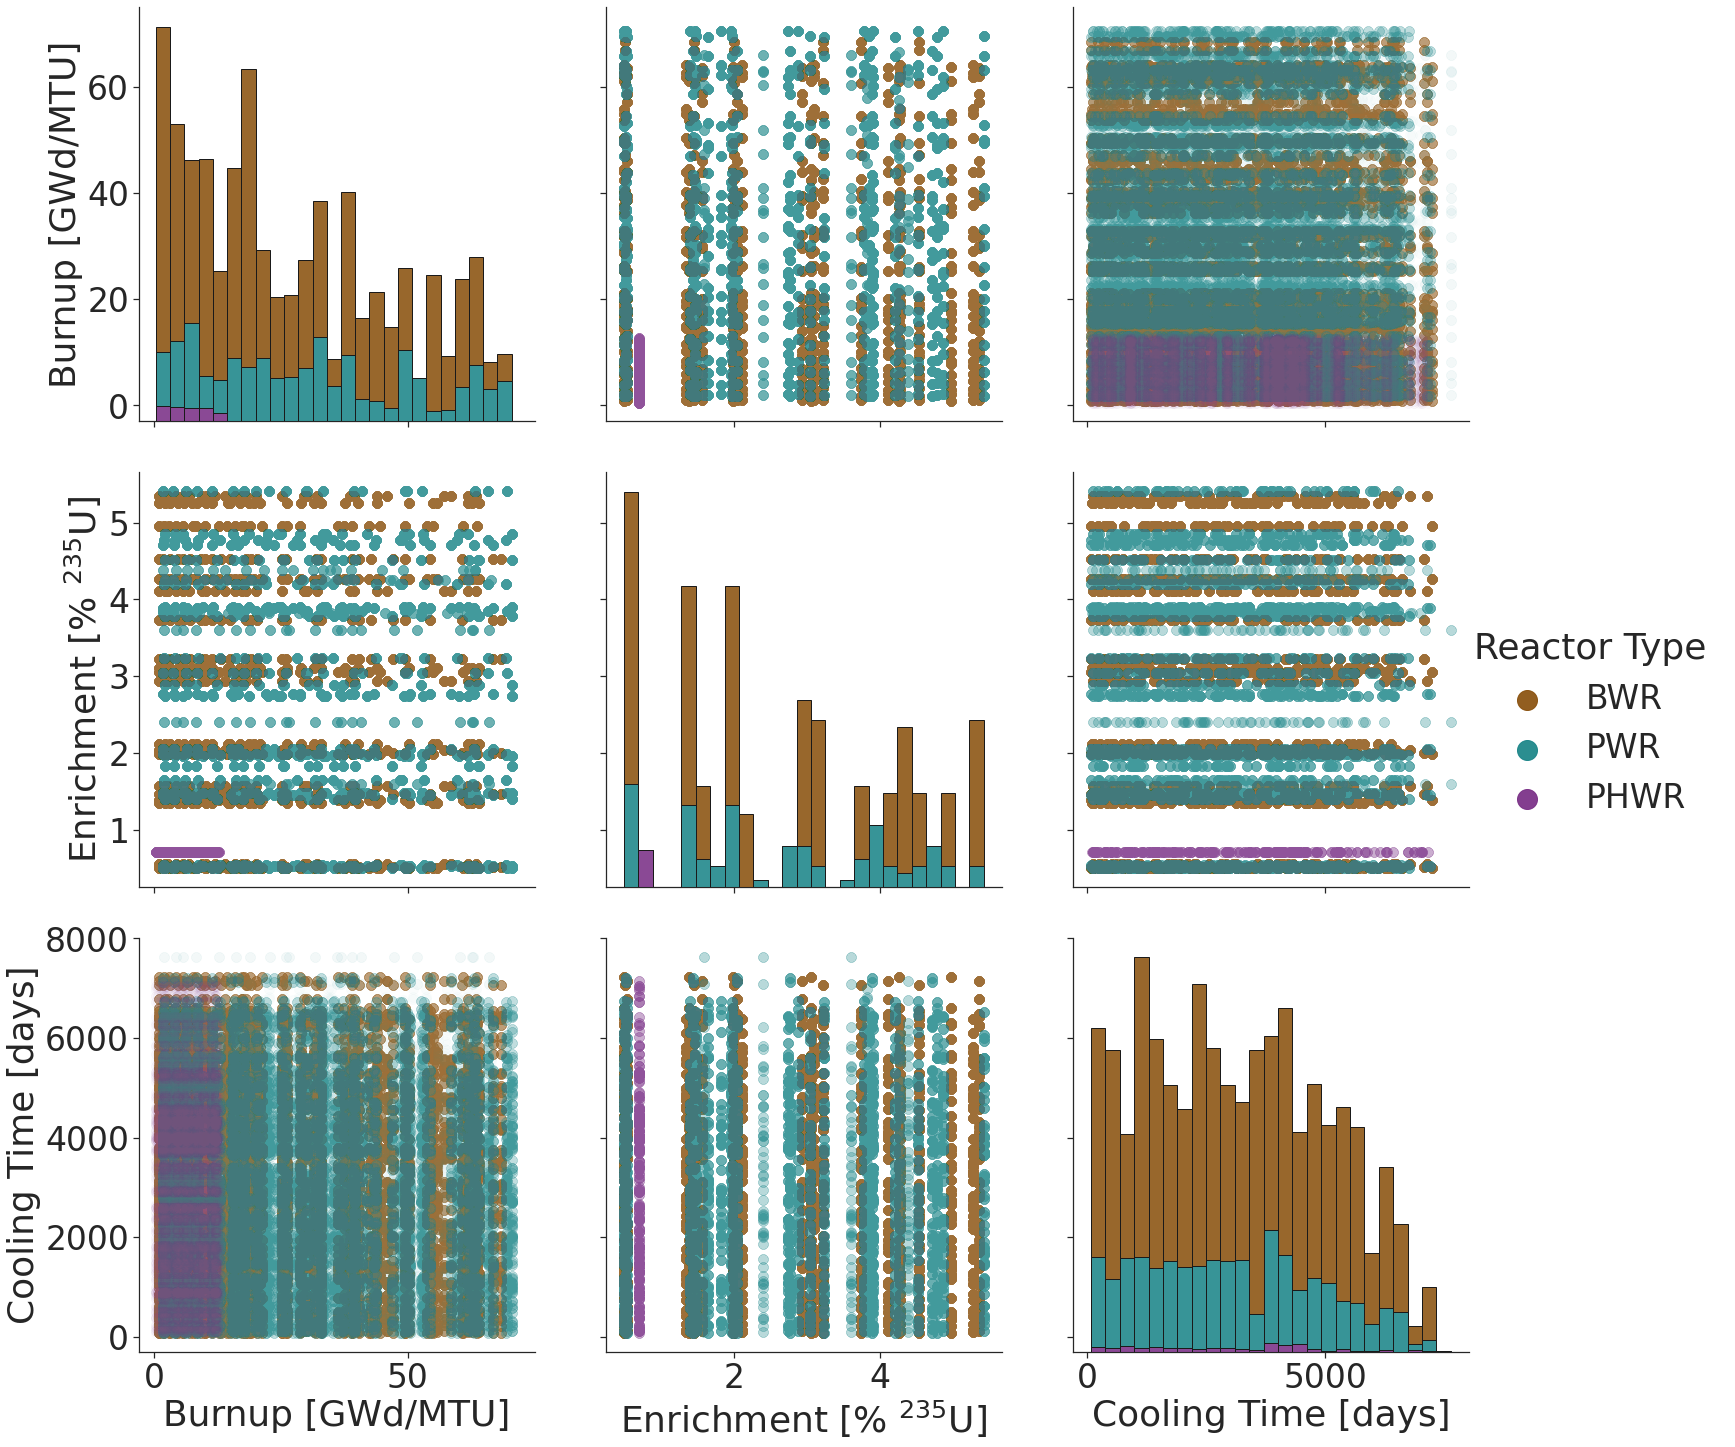 Burnup [GWd/MTU]
60
40
20
0
Enrichment [% ²³⁵U]
5
4
3
2
1
Reactor Type
BWR
PWR
PHWR
Cooling Time [days]
8000
6000
4000
2000
0
0 50
Burnup [GWd/MTU]
2 4
Enrichment [% ²³⁵U]
0 5000
Cooling Time [days]